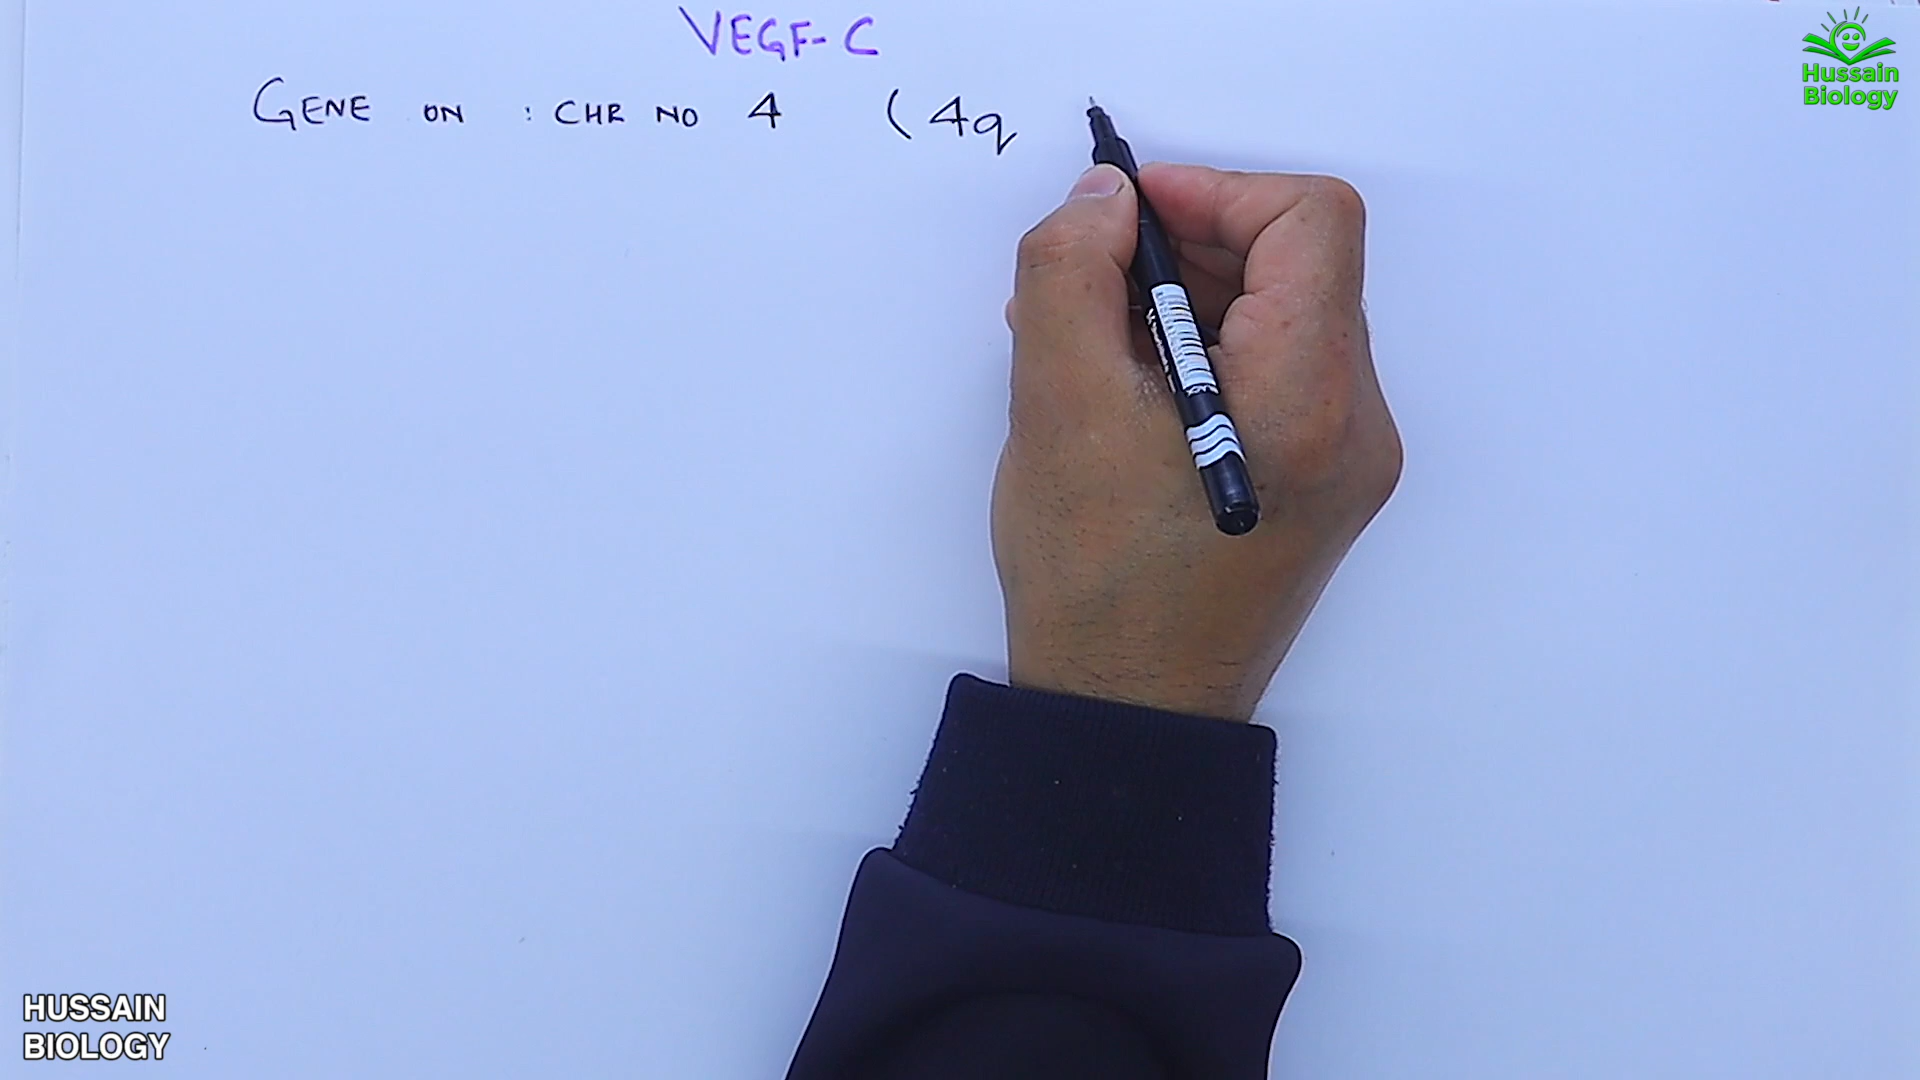 VEGF-C
GENE ON : CHR NO 4 (4q
Hussain
Biology
HUSSAIN
BIOLOGY